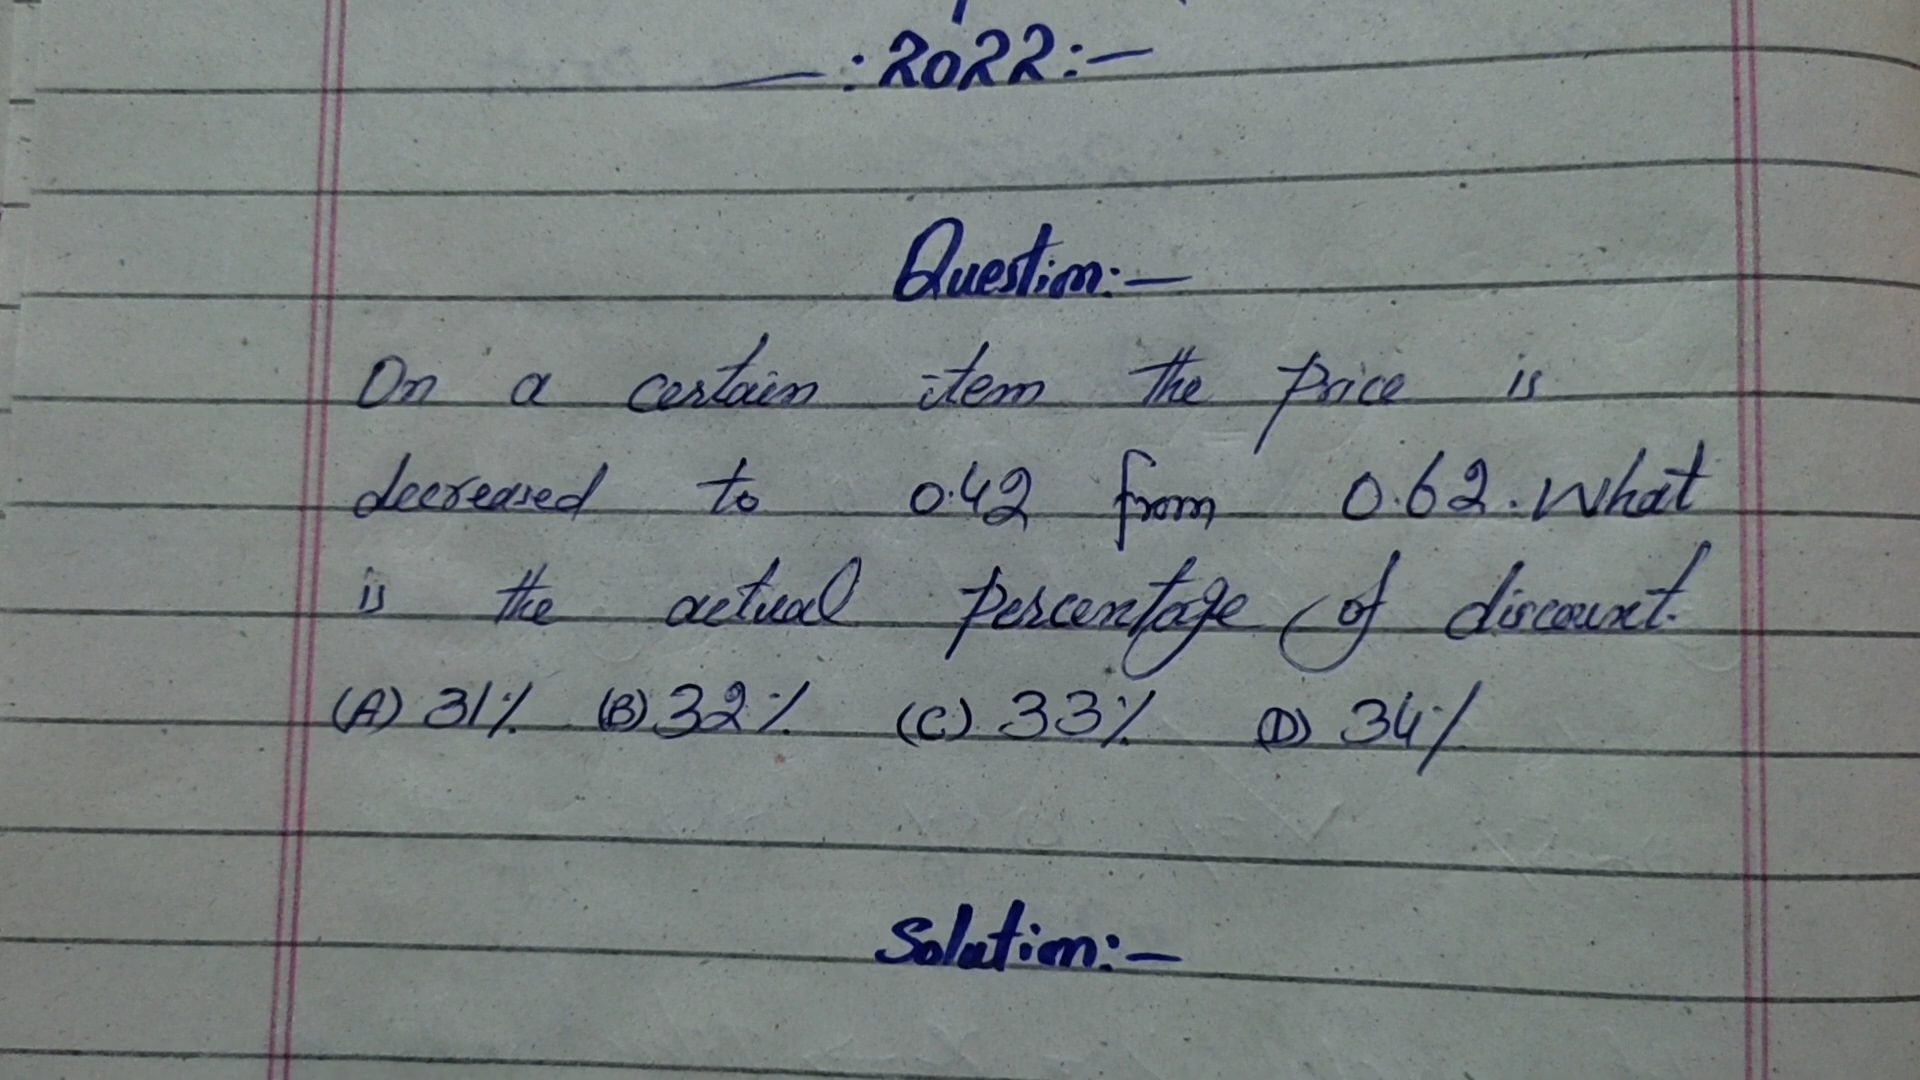 —:2022:—
Question:—
On a certain item the price is
decreased to 0.42 from 0.62. What
is the actual percentage of discount.
(A) 31% (B) 32% (C) 33% (D) 34%
Solution:—